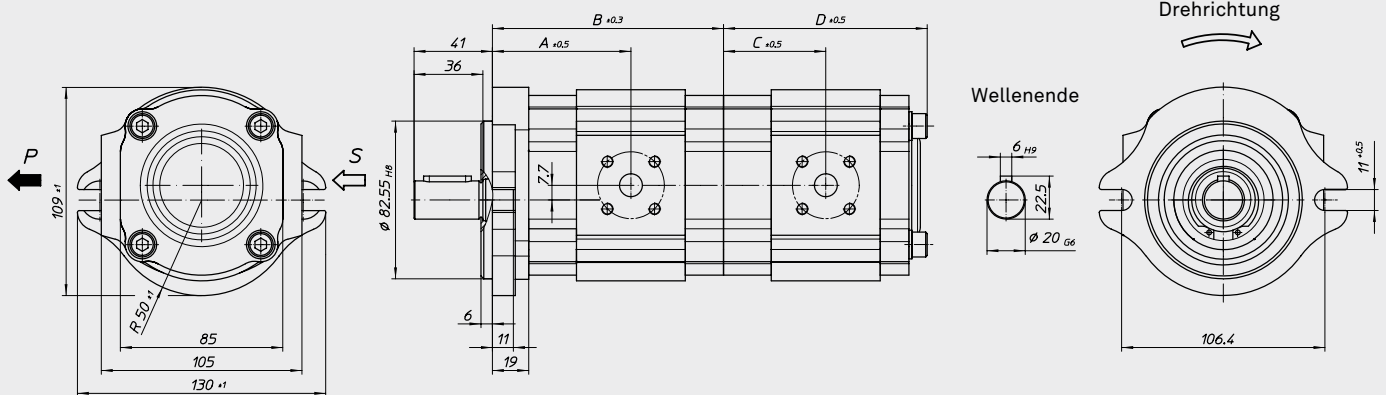 P
S
109 ±1
R 50 ±1
85
105
130 ±1
41
36
A ±0.5
B ±0.3
C ±0.5
D ±0.5
Ø 82.55 H8
7.7
6
11
19
Wellenende
6 H9
22.5
Ø 20 G6
Drehrichtung
11 +0.5
106.4